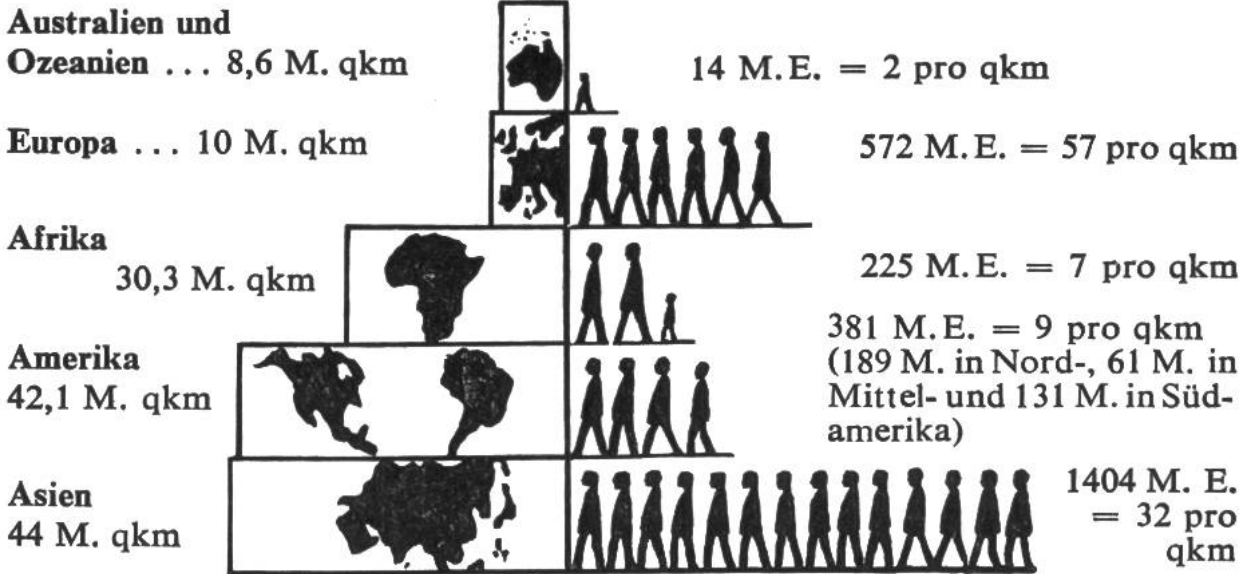 Australien und
Ozeanien ... 8,6 M. qkm
14 M.E. = 2 pro qkm
Europa ... 10 M. qkm
572 M.E. = 57 pro qkm
Afrika
30,3 M. qkm
225 M.E. = 7 pro qkm
Amerika
42,1 M. qkm
381 M.E. = 9 pro qkm
(189 M. in Nord-, 61 M. in
Mittel- und 131 M. in Süd-
amerika)
Asien
44 M. qkm
1404 M. E.
= 32 pro
qkm